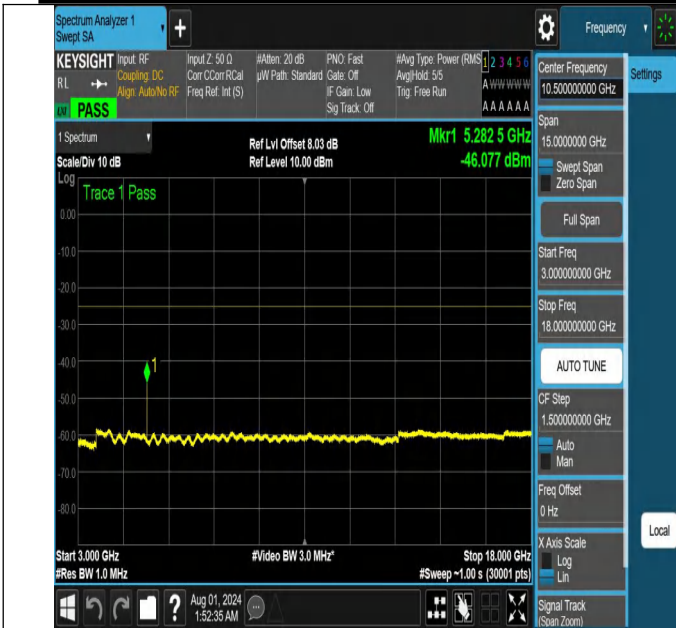 Spectrum Analyzer 1
Swept SA
+
Frequency
KEYSIGHT
RL
PASS
Input: RF
Coupling: DC
Align: Auto/No RF
Input Z: 50 Ω
Corr CCorr RCal
Freq Ref: Int (S)
#Atten: 20 dB
µW Path: Standard
PNO: Fast
Gate: Off
IF Gain: Low
Sig Track: Off
#Avg Type: Power (RMS
Avg|Hold: 5/5
Trig: Free Run
1 2 3 4 5 6
A W W W W W
A A A A A A
1 Spectrum
Scale/Div 10 dB
Log
Ref Lvl Offset 8.03 dB
Ref Level 10.00 dBm
Mkr1 5.282 5 GHz
-46.077 dBm
Trace 1 Pass
0.00
-10.0
-20.0
-30.0
-40.0
-50.0
-60.0
-70.0
-80.0
1
Start 3.000 GHz
#Res BW 1.0 MHz
#Video BW 3.0 MHz*
Stop 18.000 GHz
#Sweep ~1.00 s (30001 pts)
Aug 01, 2024
1:52:35 AM
?
Center Frequency
10.500000000 GHz
Settings
Span
15.0000000 GHz
Swept Span
Zero Span
Full Span
Start Freq
3.000000000 GHz
Stop Freq
18.000000000 GHz
AUTO TUNE
CF Step
1.500000000 GHz
Auto
Man
Freq Offset
0 Hz
X Axis Scale
Log
Lin
Local
Signal Track
(Span Zoom)